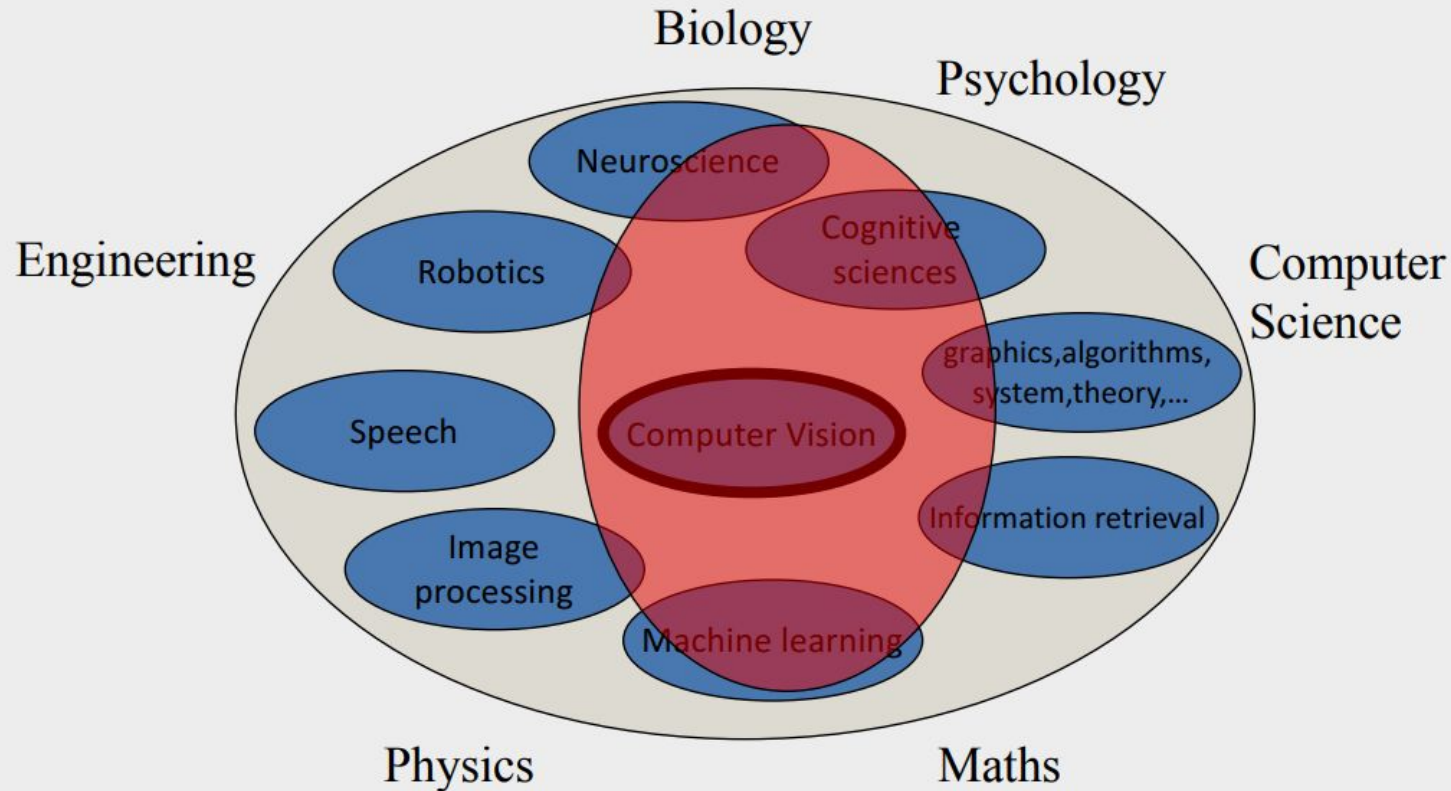 Biology
Psychology
Neuroscience
Cognitive
sciences
Engineering
Robotics
Computer
Science
graphics,algorithms,
system,theory,...
Speech
Computer Vision
Information retrieval
Image
processing
Machine learning
Physics
Maths